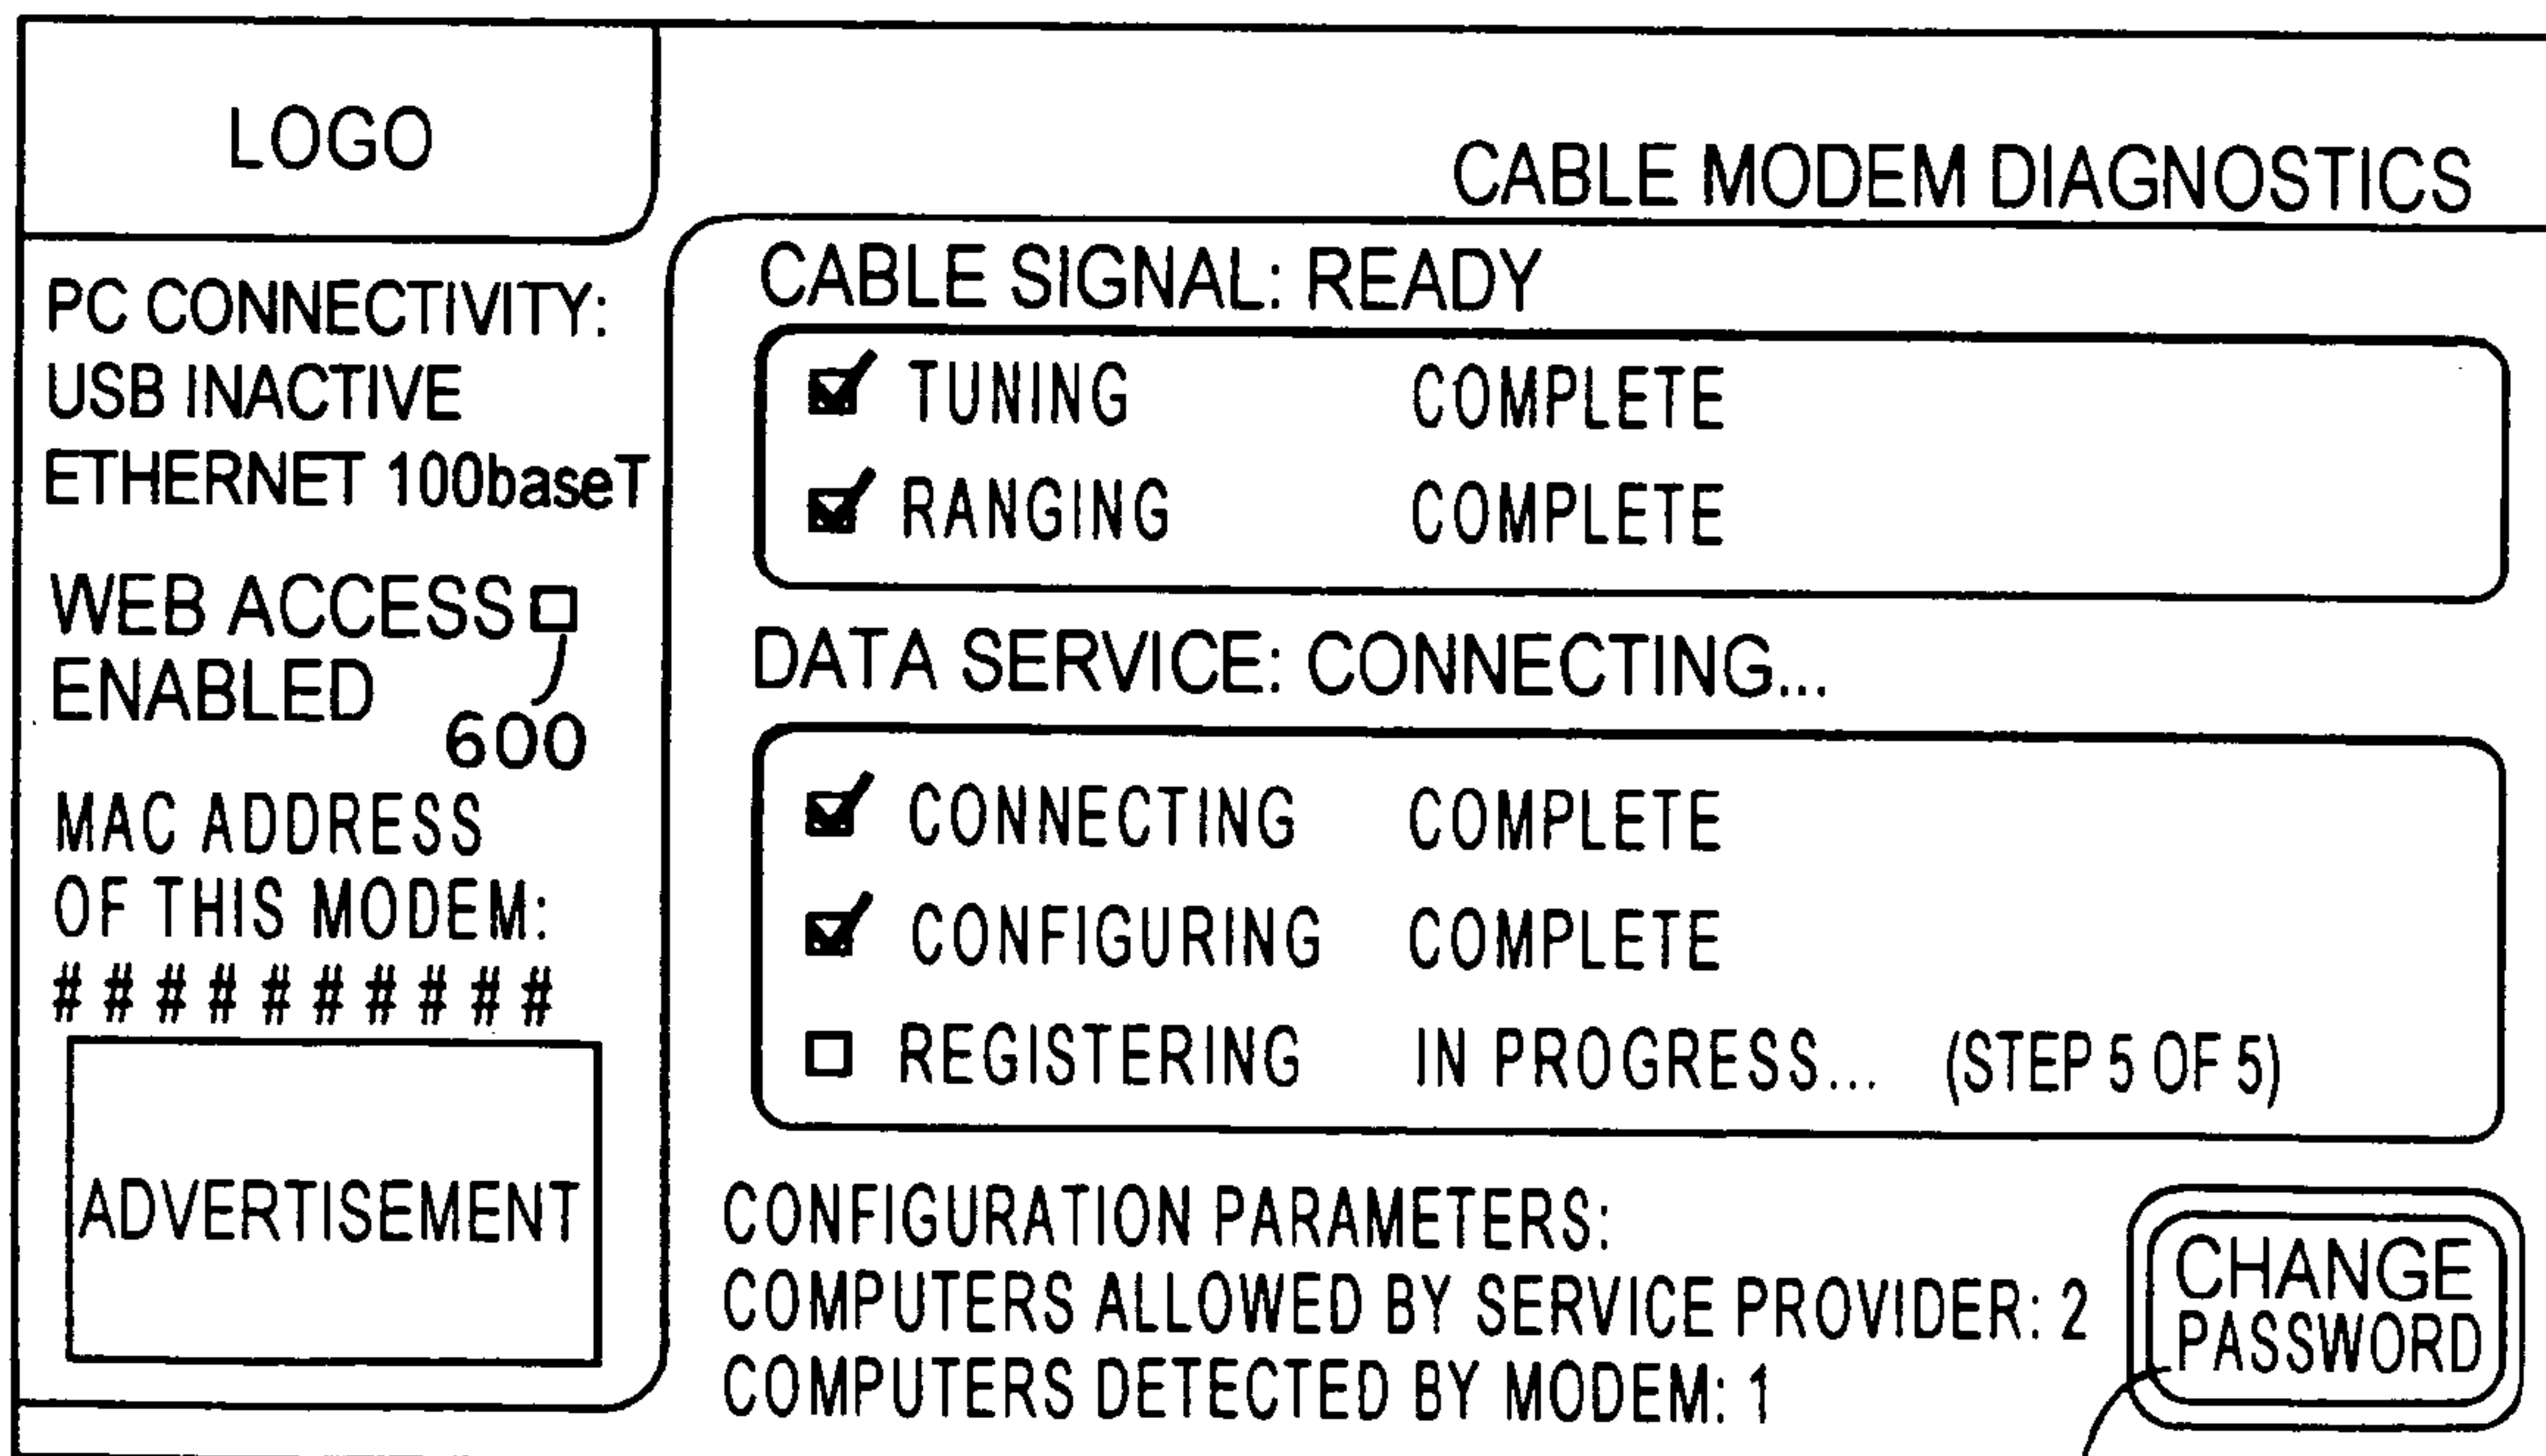 LOGO
CABLE MODEM DIAGNOSTICS
PC CONNECTIVITY:
USB INACTIVE
ETHERNET 100baseT
WEB ACCESS
ENABLED
600
MAC ADDRESS
OF THIS MODEM:
# # # # # # # # # #
ADVERTISEMENT
CABLE SIGNAL: READY
TUNING COMPLETE
RANGING COMPLETE
DATA SERVICE: CONNECTING...
CONNECTING COMPLETE
CONFIGURING COMPLETE
REGISTERING IN PROGRESS... (STEP 5 OF 5)
CONFIGURATION PARAMETERS:
COMPUTERS ALLOWED BY SERVICE PROVIDER: 2
COMPUTERS DETECTED BY MODEM: 1
CHANGE
PASSWORD